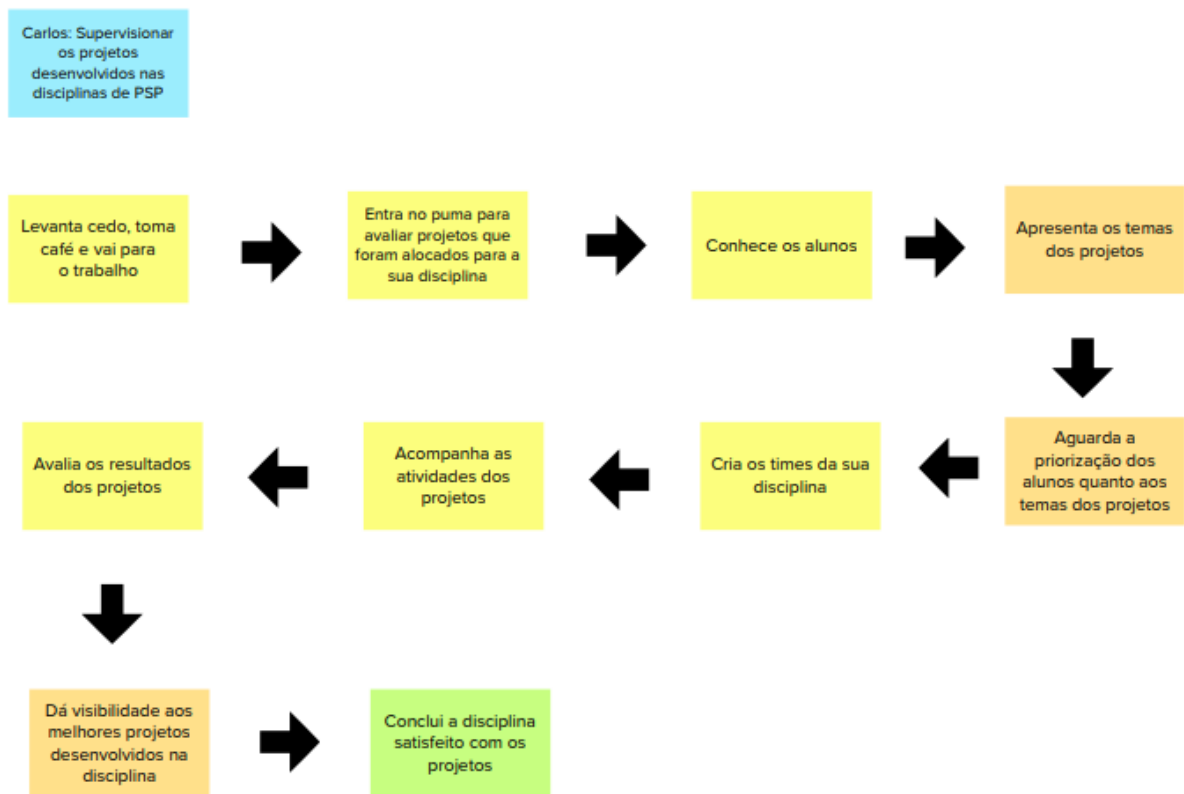 Carlos: Supervisionar
os projetos
desenvolvidos nas
disciplinas de PSP
Levanta cedo, toma
café e vai para
o trabalho
Entra no puma para
avaliar projetos que
foram alocados para a
sua disciplina
Conhece os alunos
Apresenta os temas
dos projetos
Aguarda a
priorização dos
alunos quanto aos
temas dos projetos
Cria os times da sua
disciplina
Acompanha as
atividades dos
projetos
Avalia os resultados
dos projetos
Dá visibilidade aos
melhores projetos
desenvolvidos na
disciplina
Conclui a disciplina
satisfeito com os
projetos